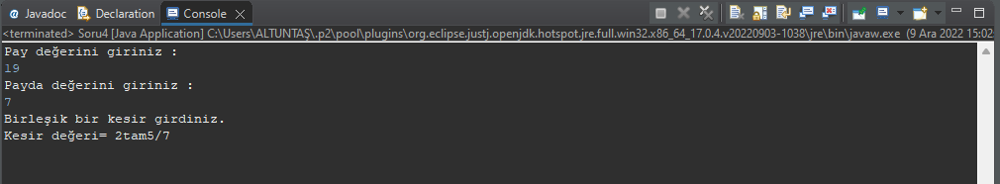 @ Javadoc Declaration Console
<terminated> Soru4 [Java Application] C:\Users\ALTUNTAŞ\.p2\pool\plugins\org.eclipse.justj.openjdk.hotspot.jre.full.win32.x86_64_17.0.4.v20220903-1038\jre\bin\javaw.exe (9 Ara 2022 15:02
Pay değerini giriniz :
19
Payda değerini giriniz :
7
Birleşik bir kesir girdiniz.
Kesir değeri= 2tam5/7